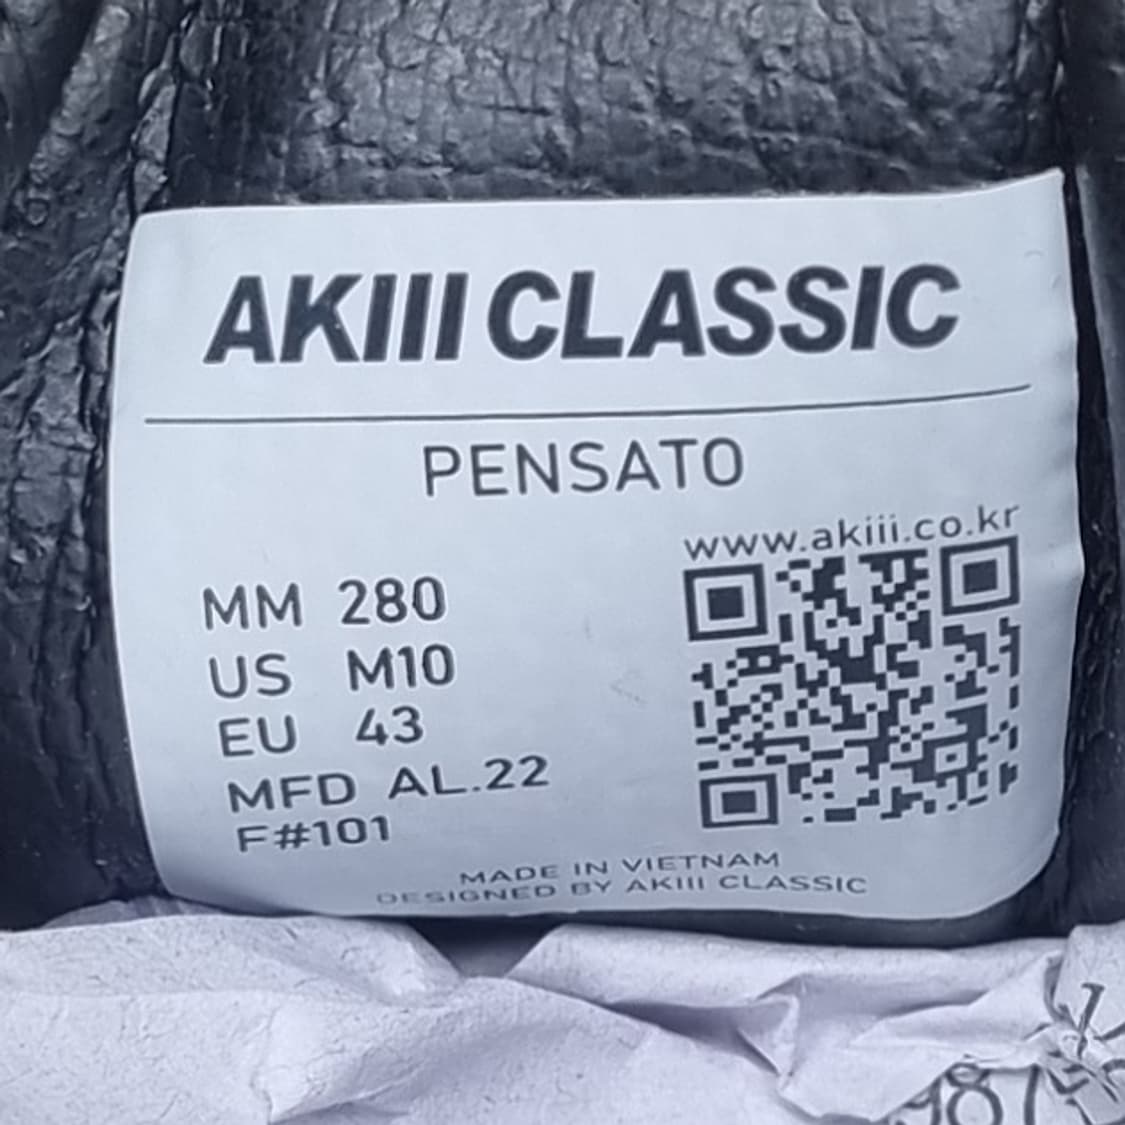 AKIII CLASSIC
PENSATO
www.akiii.co.kr
MM 280
US M10
EU 43
MFD AL.22
F#101
MADE IN VIETNAM
DESIGNED BY AKIII CLASSIC